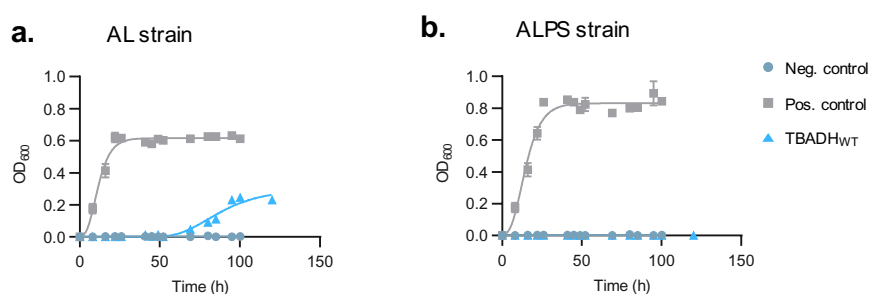 a.
AL strain
1.0
0.8
0.6
0.4
0.2
0.0
OD600
0
50
100
150
Time (h)
b.
ALPS strain
1.0
0.8
0.6
0.4
0.2
0.0
OD600
0
50
100
150
Time (h)
Neg. control
Pos. control
TBADHWT